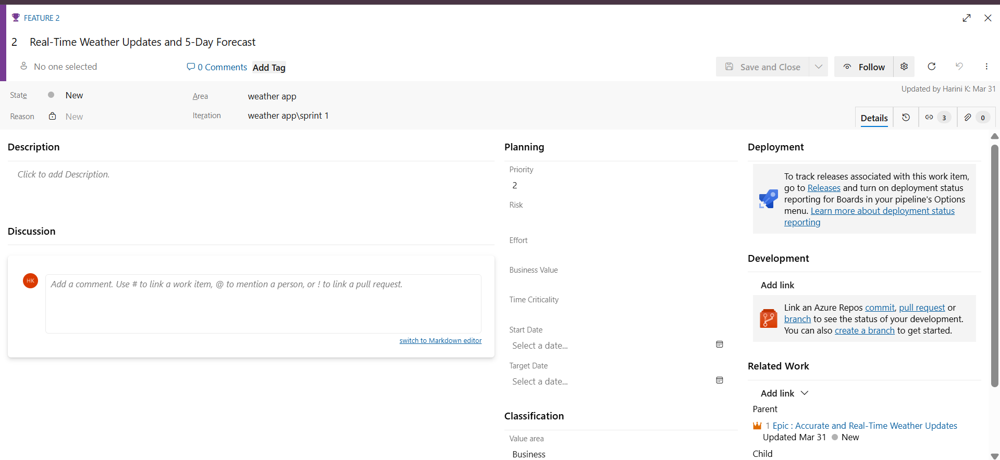 FEATURE 2
2 Real-Time Weather Updates and 5-Day Forecast
No one selected
0 Comments
Add Tag
Save and Close
Follow
State
New
Area
weather app
Updated by Harini K: Mar 31
Reason
New
Iteration
weather app\sprint 1
Details
3
0
Description
Click to add Description.
Discussion
HK
Add a comment. Use # to link a work item, @ to mention a person, or ! to link a pull request.
switch to Markdown editor
Planning
Priority
2
Risk
Effort
Business Value
Time Criticality
Start Date
Select a date...
Target Date
Select a date...
Classification
Value area
Business
Deployment
To track releases associated with this work item,
go to Releases and turn on deployment status
reporting for Boards in your pipeline's Options
menu. Learn more about deployment status
reporting
Development
Add link
Link an Azure Repos commit, pull request or
branch to see the status of your development.
You can also create a branch to get started.
Related Work
Add link
Parent
1 Epic : Accurate and Real-Time Weather Updates
Updated Mar 31 New
Child